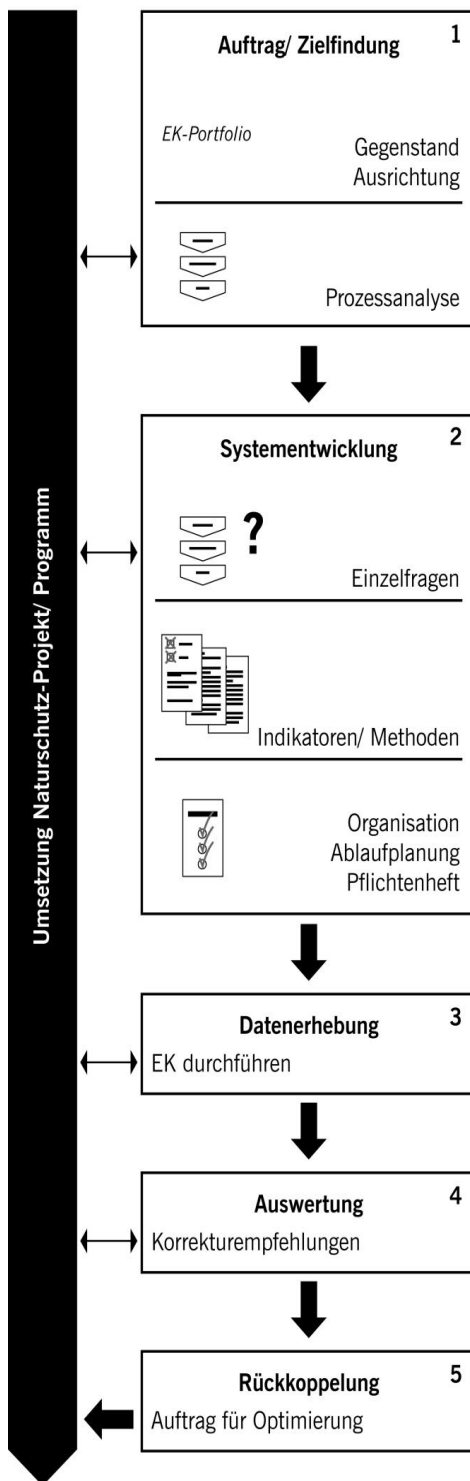 Umsetzung Naturschutz-Projekt/ Programm
Auftrag/ Zielfindung
1
EK-Portfolio
Gegenstand
Ausrichtung
Prozessanalyse
Systementwicklung
2
?
Einzelfragen
Indikatoren/ Methoden
Organisation
Ablaufplanung
Pflichtenheft
Datenerhebung
3
EK durchführen
Auswertung
4
Korrekturempfehlungen
Rückkoppelung
5
Auftrag für Optimierung